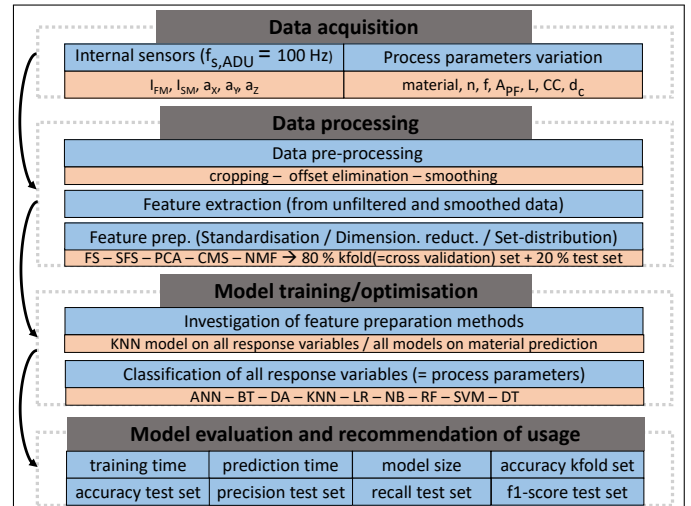 Data acquisition
Internal sensors (fs,ADU = 100 Hz)
Process parameters variation
IFM, ISM, aX, aY, aZ
material, n, f, APF, L, CC, dc
Data processing
Data pre-processing
cropping – offset elimination – smoothing
Feature extraction (from unfiltered and smoothed data)
Feature prep. (Standardisation / Dimension. reduct. / Set-distribution)
FS – SFS – PCA – CMS – NMF → 80 % kfold(=cross validation) set + 20 % test set
Model training/optimisation
Investigation of feature preparation methods
KNN model on all response variables / all models on material prediction
Classification of all response variables (= process parameters)
ANN – BT – DA – KNN – LR – NB – RF – SVM – DT
Model evaluation and recommendation of usage
training time
prediction time
model size
accuracy kfold set
accuracy test set
precision test set
recall test set
f1-score test set